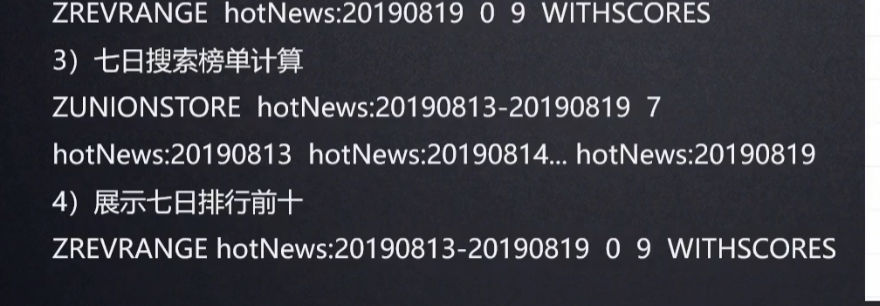 ZREVRANGE hotNews:20190819 0 9 WITHSCORES
3）七日搜索榜单计算
ZUNIONSTORE hotNews:20190813-20190819 7
hotNews:20190813 hotNews:20190814... hotNews:20190819
4）展示七日排行前十
ZREVRANGE hotNews:20190813-20190819 0 9 WITHSCORES